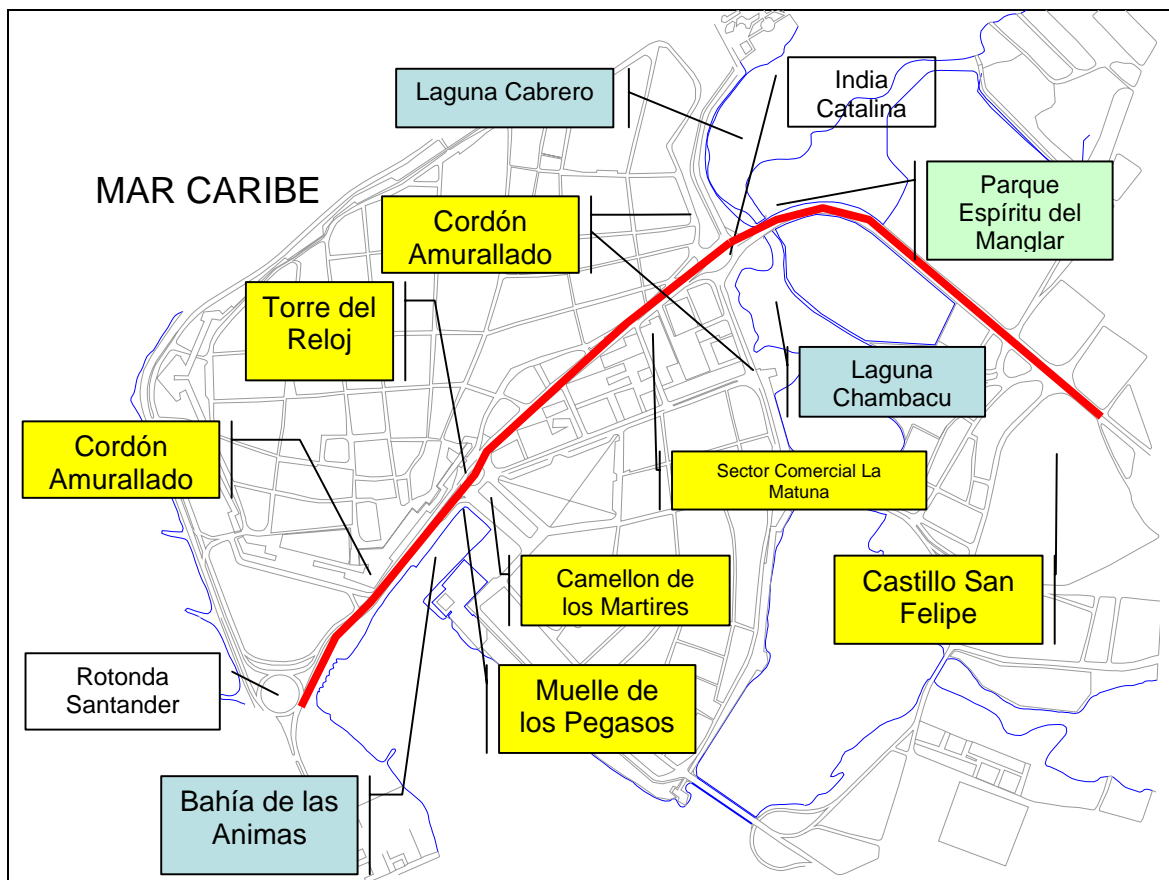 Laguna Cabrero
India
Catalina
MAR CARIBE
Parque
Espíritu del
Manglar
Cordón
Amurallado
Torre del
Reloj
Laguna
Chambacu
Cordón
Amurallado
Sector Comercial La
Matuna
Camellon de
los Martires
Castillo San
Felipe
Rotonda
Santander
Muelle de
los Pegasos
Bahía de las
Animas